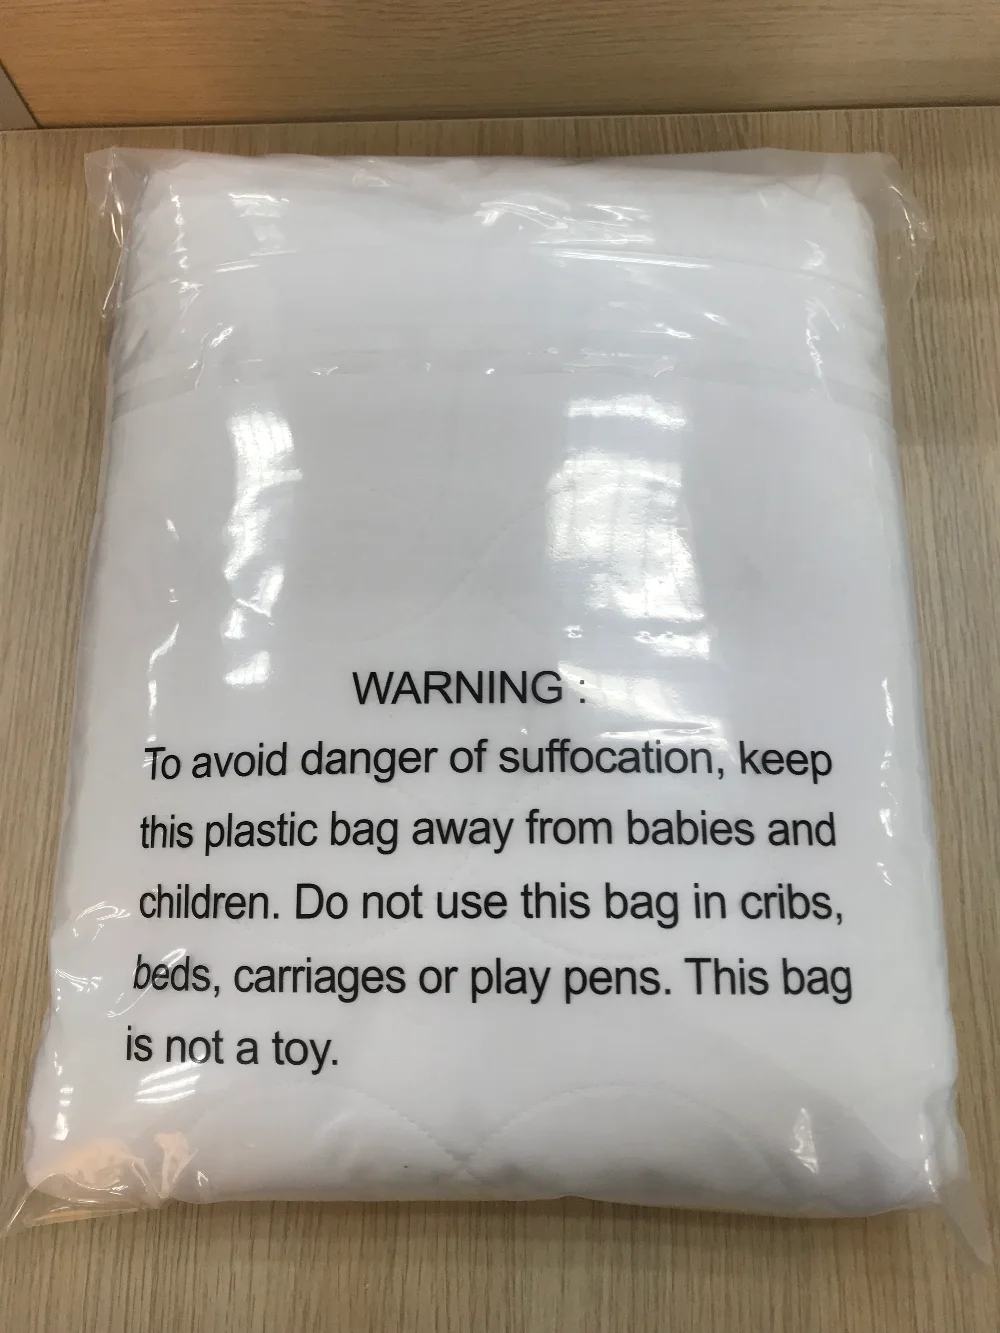 WARNING :
To avoid danger of suffocation, keep
this plastic bag away from babies and
children. Do not use this bag in cribs,
beds, carriages or play pens. This bag
is not a toy.